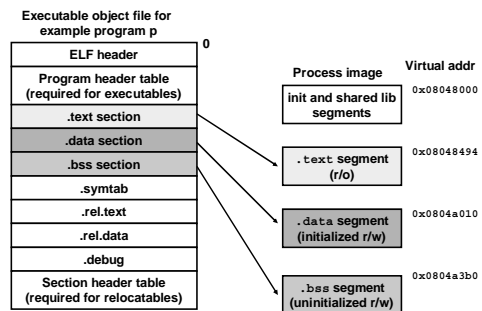 Executable object file for
example program p
0
ELF header
Program header table
(required for executables)
.text section
.data section
.bss section
.symtab
.rel.text
.rel.data
.debug
Section header table
(required for relocatables)
Process image
Virtual addr
init and shared lib
segments
0x08048000
.text segment
(r/o)
0x08048494
.data segment
(initialized r/w)
0x0804a010
.bss segment
(uninitialized r/w)
0x0804a3b0